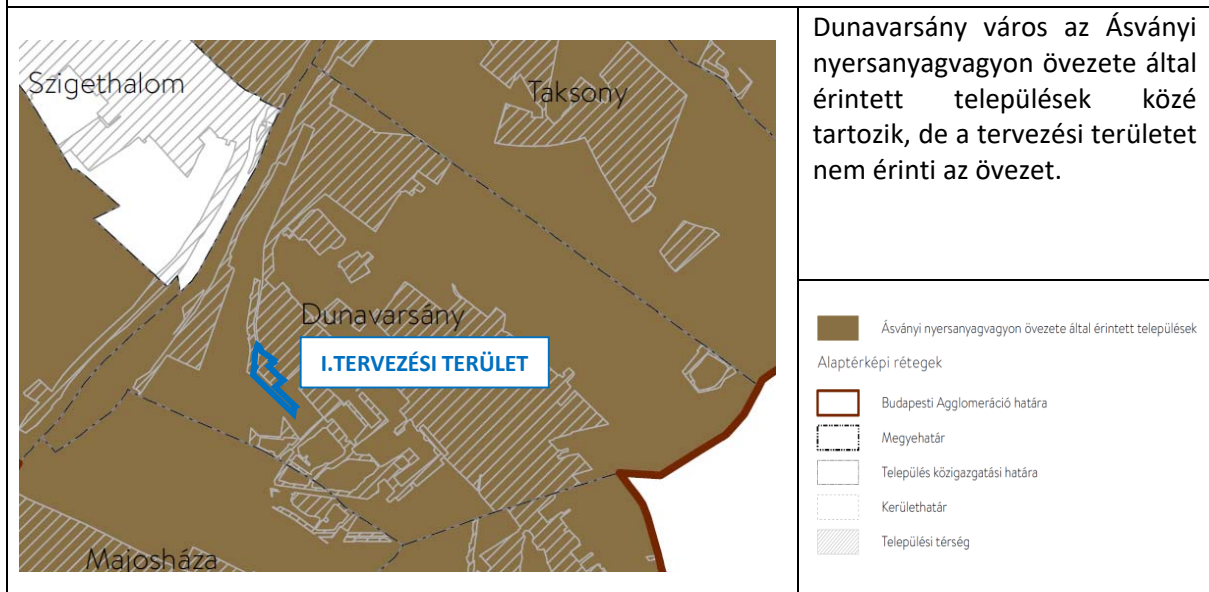 Szigethalom
Taksony
Dunavarsány
I.TERVEZÉSI TERÜLET
Majosháza
Dunavarsány város az Ásványi
nyersanyagvagyon övezete által
érintett települések közé
tartozik, de a tervezési területet
nem érinti az övezet.
Ásványi nyersanyagvagyon övezete által érintett települések
Alaptérképi rétegek
Budapesti Agglomeráció határa
Megyehatár
Település közigazgatási határa
Kerülethatár
Települési térség